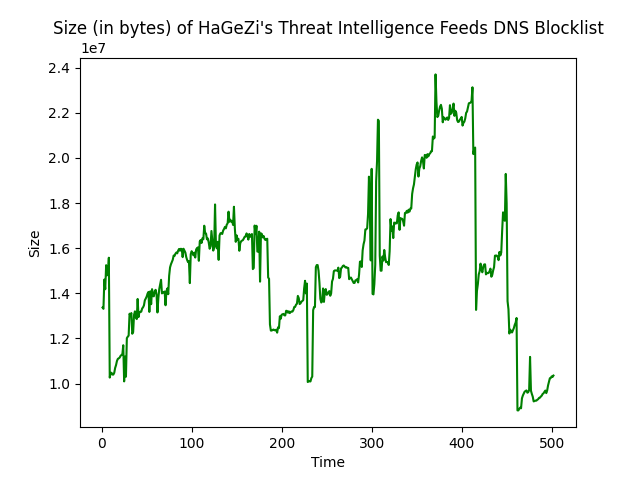 Size (in bytes) of HaGeZi's Threat Intelligence Feeds DNS Blocklist
1e7
2.4
2.2
2.0
1.8
1.6
1.4
1.2
1.0
Size
0 100 200 300 400 500
Time